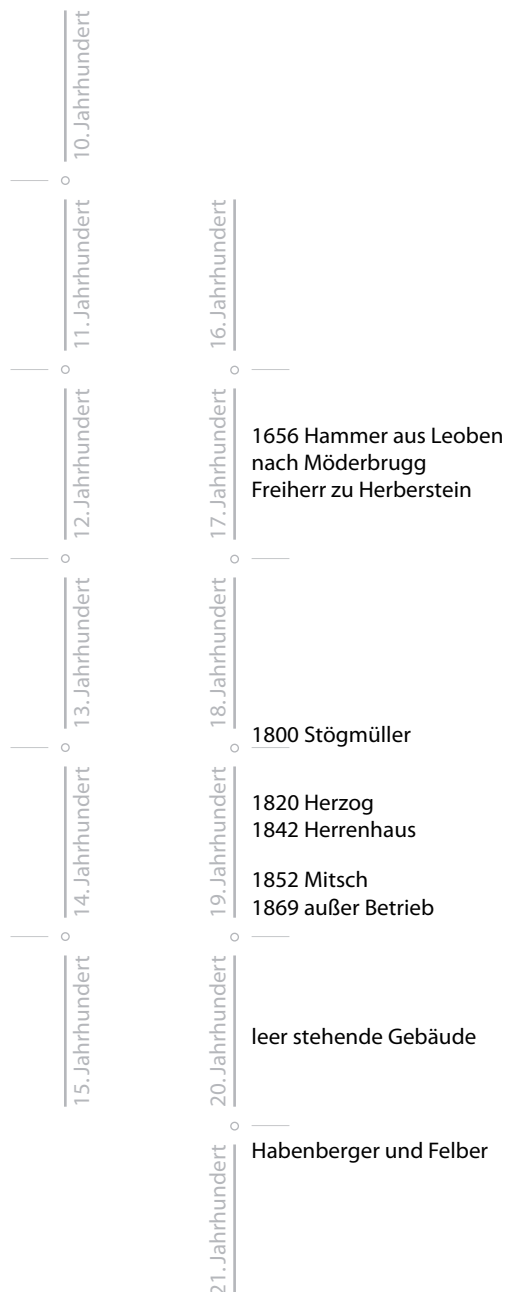 10. Jahrhundert
11. Jahrhundert
12. Jahrhundert
13. Jahrhundert
14. Jahrhundert
15. Jahrhundert
16. Jahrhundert
17. Jahrhundert
1656 Hammer aus Leoben
nach Möderbrugg
Freiherr zu Herberstein
18. Jahrhundert
1800 Stögmüller
19. Jahrhundert
1820 Herzog
1842 Herrenhaus
1852 Mitsch
1869 außer Betrieb
20. Jahrhundert
leer stehende Gebäude
21. Jahrhundert
Habenberger und Felber